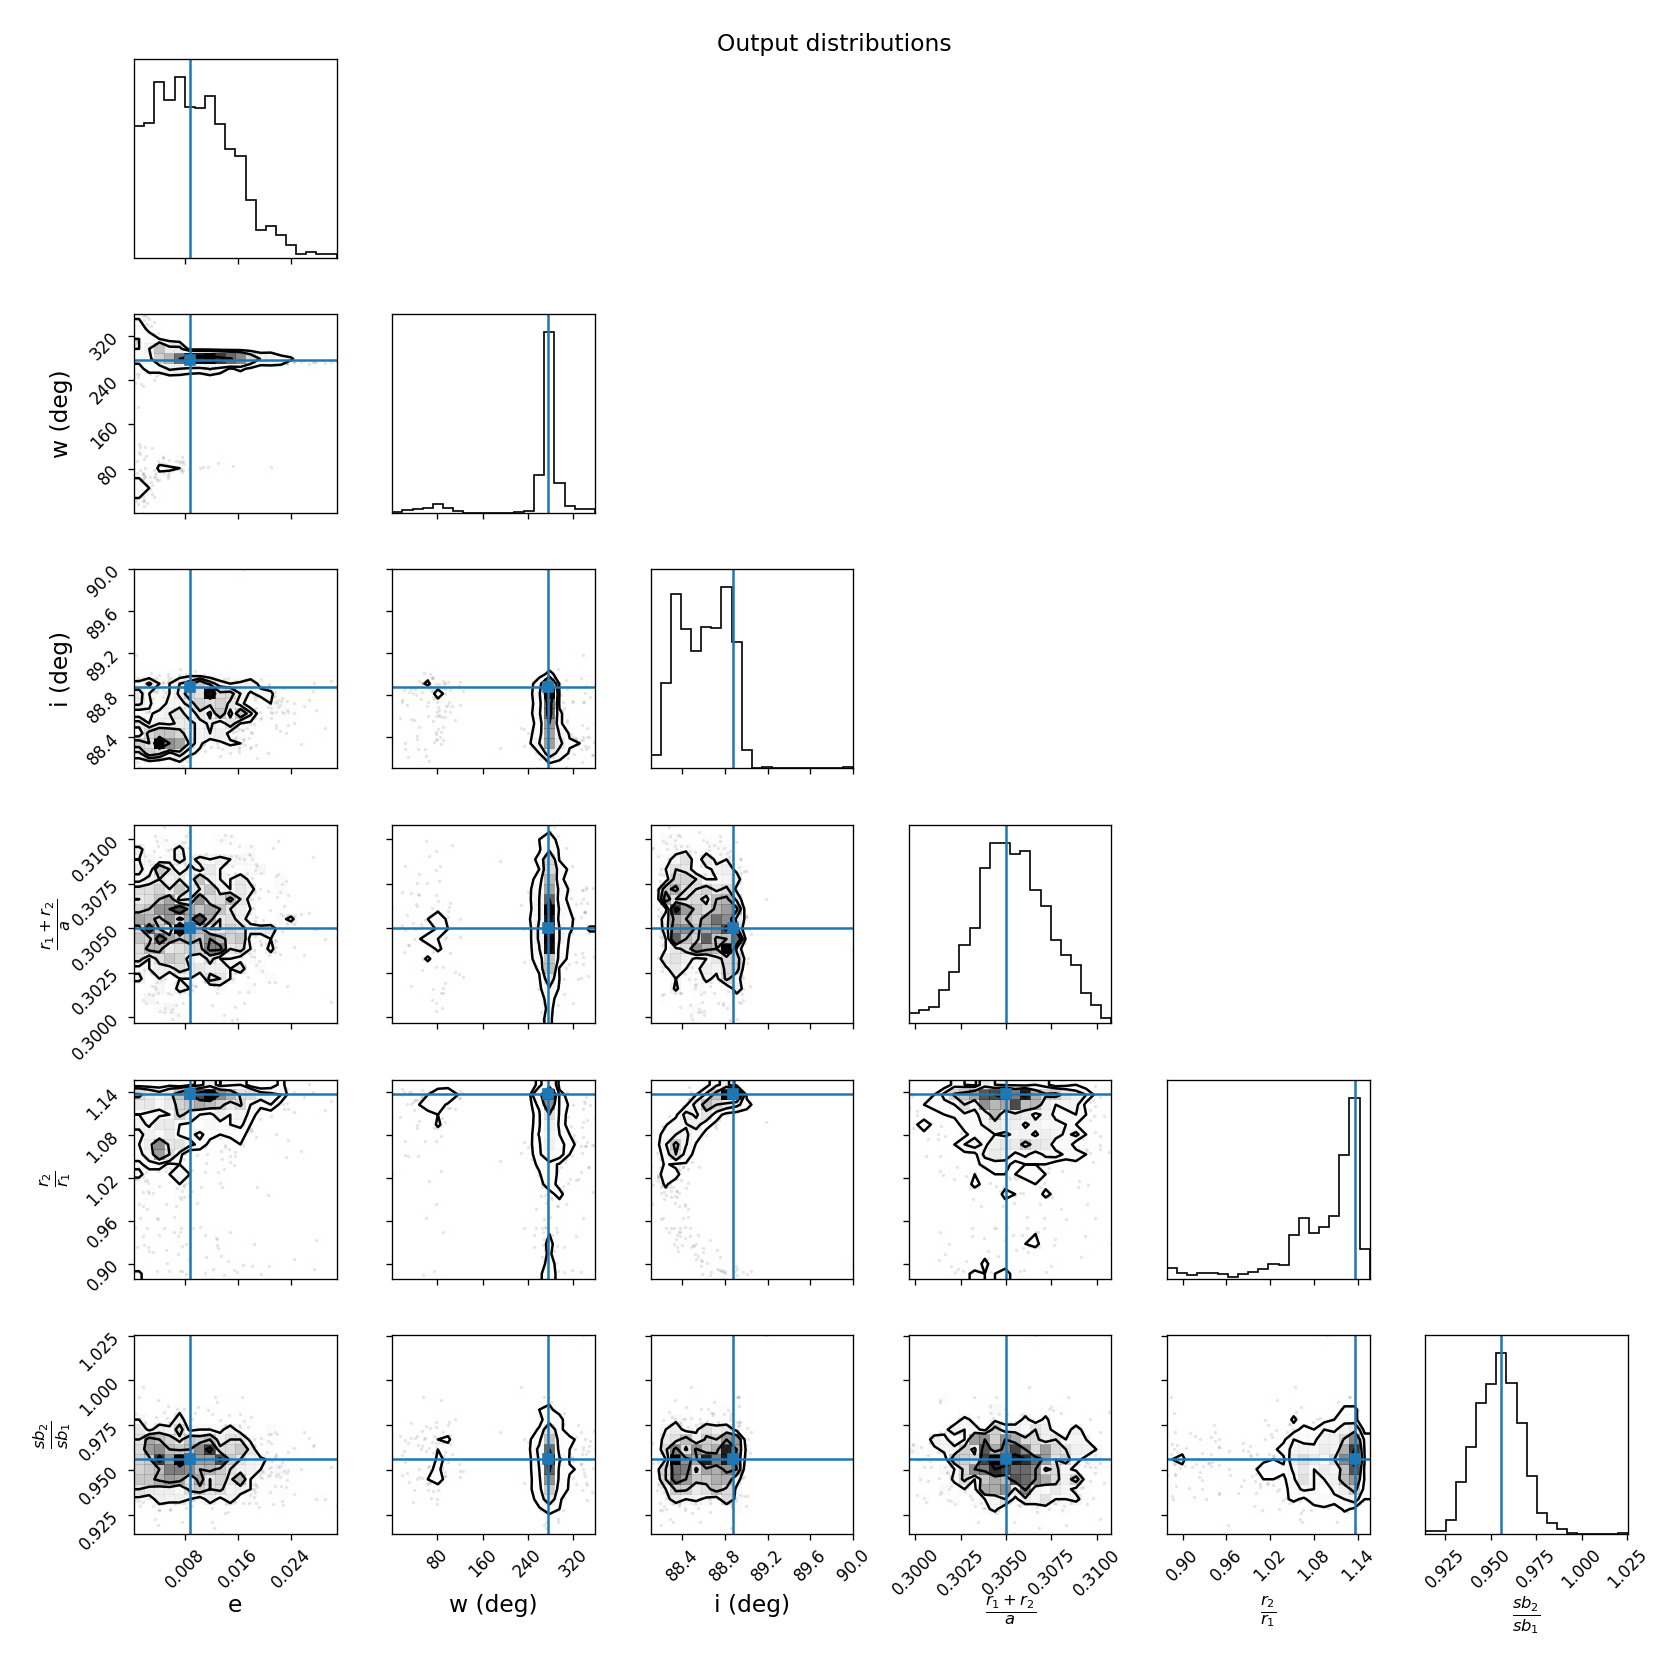 Output distributions
w (deg)
320
240
160
80
i (deg)
90.0
89.6
89.2
88.8
88.4
r₁ + r₂
a
0.3100
0.3075
0.3050
0.3025
0.3000
r₂
r₁
1.14
1.08
1.02
0.96
0.90
sb₂
sb₁
1.025
1.000
0.975
0.950
0.925
0.008 0.016 0.024
80 160 240 320
88.4 88.8 89.2 89.6 90.0
0.3000 0.3025 0.3050 0.3075 0.3100
0.90 0.96 1.02 1.08 1.14
0.925 0.950 0.975 1.000 1.025
e
w (deg)
i (deg)
r₁ + r₂
a
r₂
r₁
sb₂
sb₁